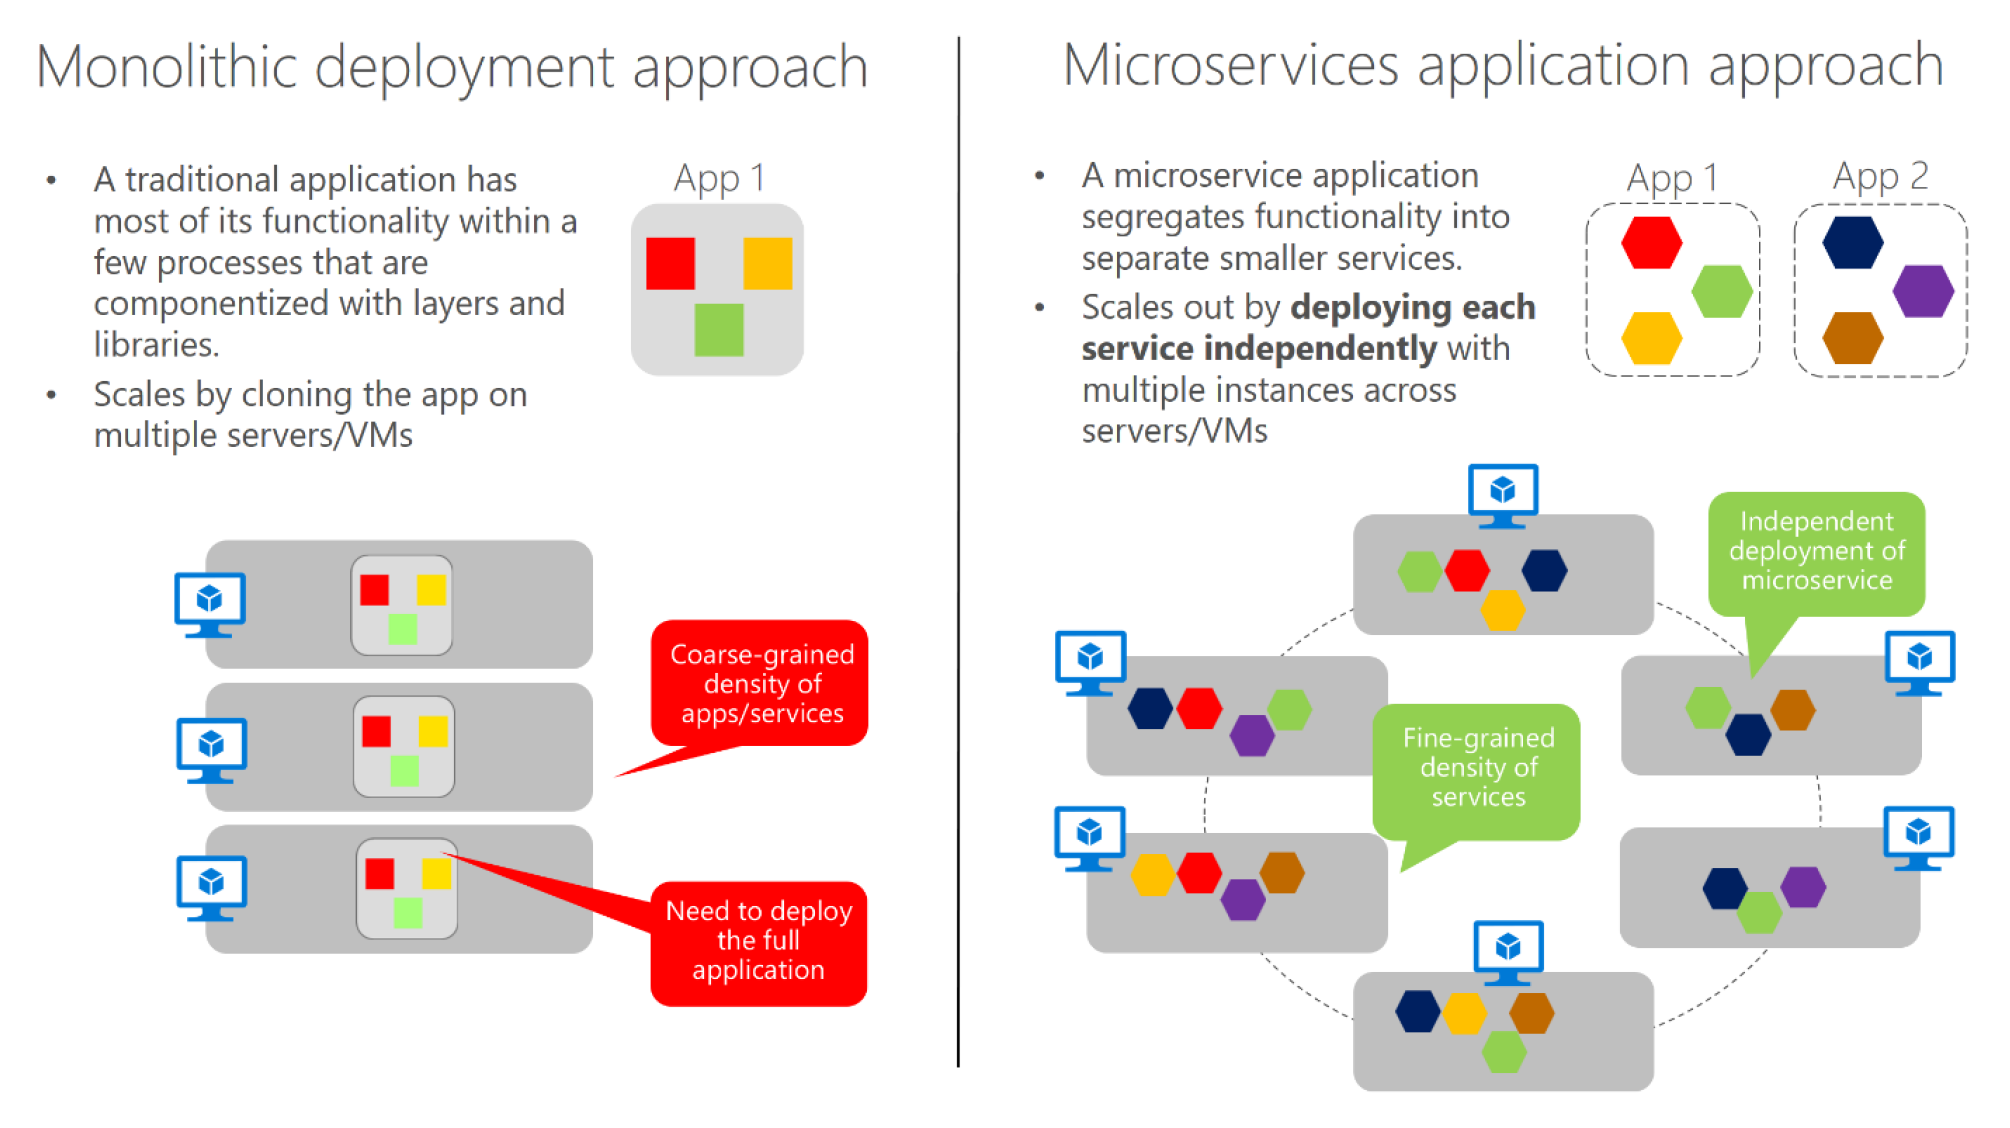 Monolithic deployment approach
• A traditional application has
most of its functionality within a
few processes that are
componentized with layers and
libraries.
• Scales by cloning the app on
multiple servers/VMs
App 1
Coarse-grained
density of
apps/services
Need to deploy
the full
application
Microservices application approach
• A microservice application
segregates functionality into
separate smaller services.
• Scales out by deploying each
service independently with
multiple instances across
servers/VMs
App 1
App 2
Independent
deployment of
microservice
Fine-grained
density of
services